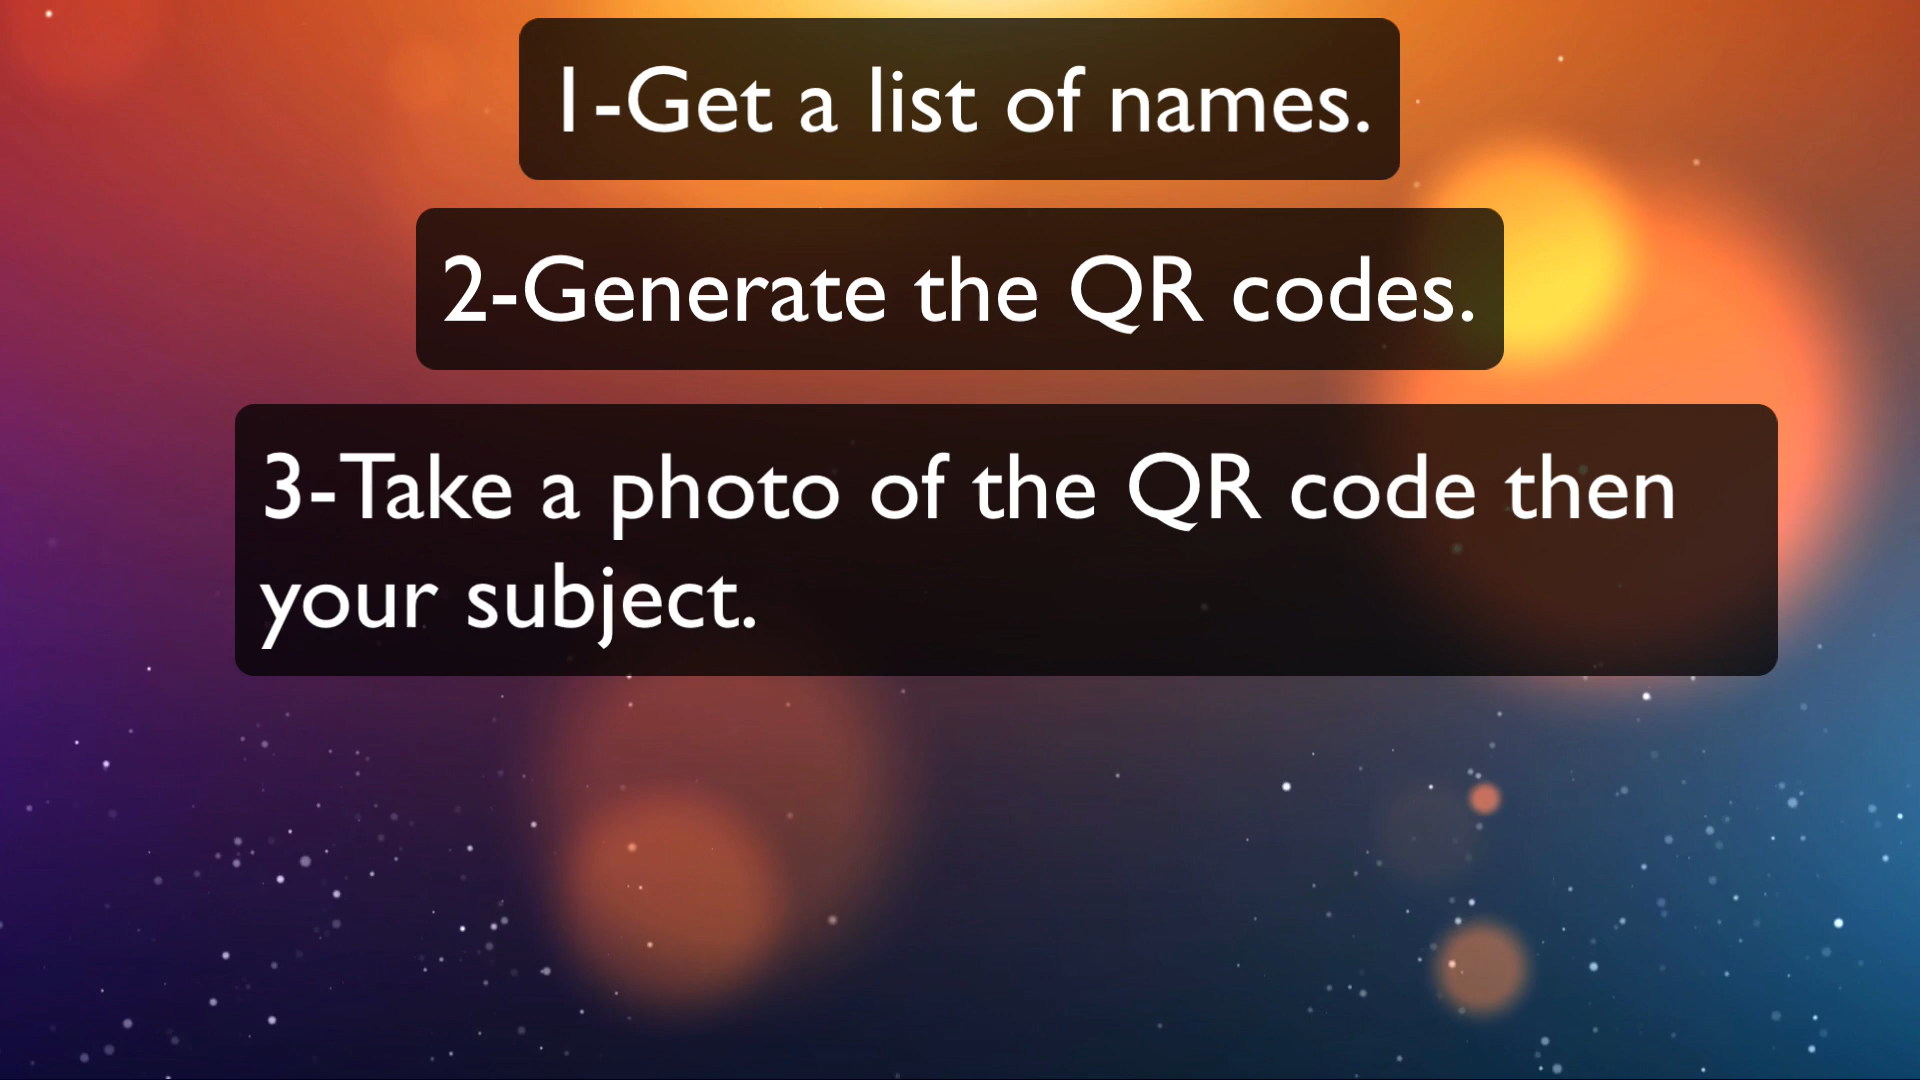 1-Get a list of names.
2-Generate the QR codes.
3-Take a photo of the QR code then
your subject.